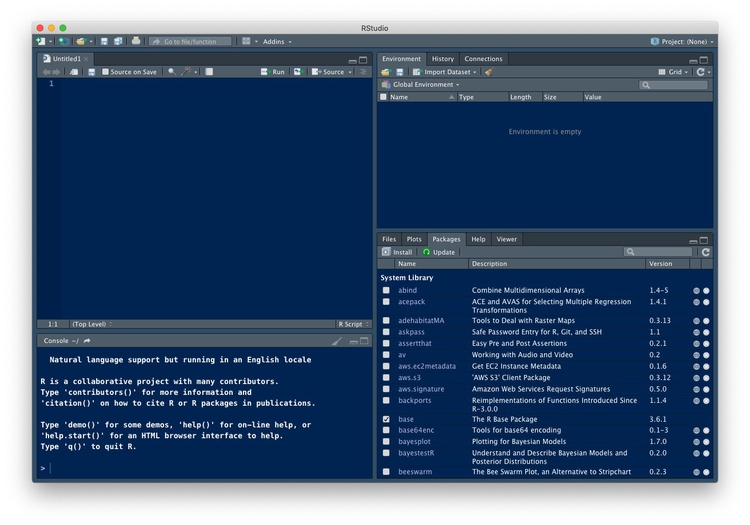 RStudio
Go to file/function
Addins
Project: (None)
Untitled1
Source on Save
Run
Source
1
1:1
(Top Level)
R Script
Console ~/
Natural language support but running in an English locale
R is a collaborative project with many contributors.
Type 'contributors()' for more information and
'citation()' on how to cite R or R packages in publications.
Type 'demo()' for some demos, 'help()' for on-line help, or
'help.start()' for an HTML browser interface to help.
Type 'q()' to quit R.
>
Environment History Connections
Import Dataset
Grid
Global Environment
Name Type Length Size Value
Environment is empty
Files Plots Packages Help Viewer
Install Update
Name Description Version
System Library
abind Combine Multidimensional Arrays 1.4-5
acepack ACE and AVAS for Selecting Multiple Regression 1.4.1
Transformations
adehabitatMA Tools to Deal with Raster Maps 0.3.13
askpass Safe Password Entry for R, Git, and SSH 1.1
assertthat Easy Pre and Post Assertions 0.2.1
av Working with Audio and Video 0.2
aws.ec2metadata Get EC2 Instance Metadata 0.1.6
aws.s3 'AWS S3' Client Package 0.3.12
aws.signature Amazon Web Services Request Signatures 0.5.0
backports Reimplementations of Functions Introduced Since 1.1.4
R-3.0.0
base The R Base Package 3.6.1
base64enc Tools for base64 encoding 0.1-3
bayesplot Plotting for Bayesian Models 1.7.0
bayestestR Understand and Describe Bayesian Models and 0.2.0
Posterior Distributions
beeswarm The Bee Swarm Plot, an Alternative to Stripchart 0.2.3